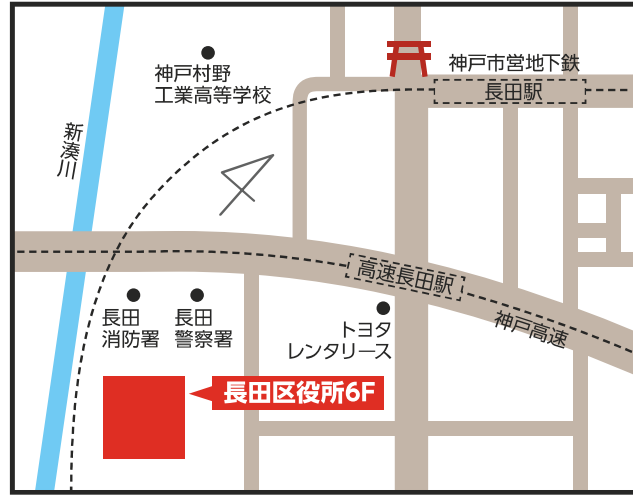 神戸村野
工業高等学校
神戸市営地下鉄
長田駅
新湊川
高速長田駅
神戸高速
長田
消防署
長田
警察署
トヨタ
レンタリース
長田区役所6F